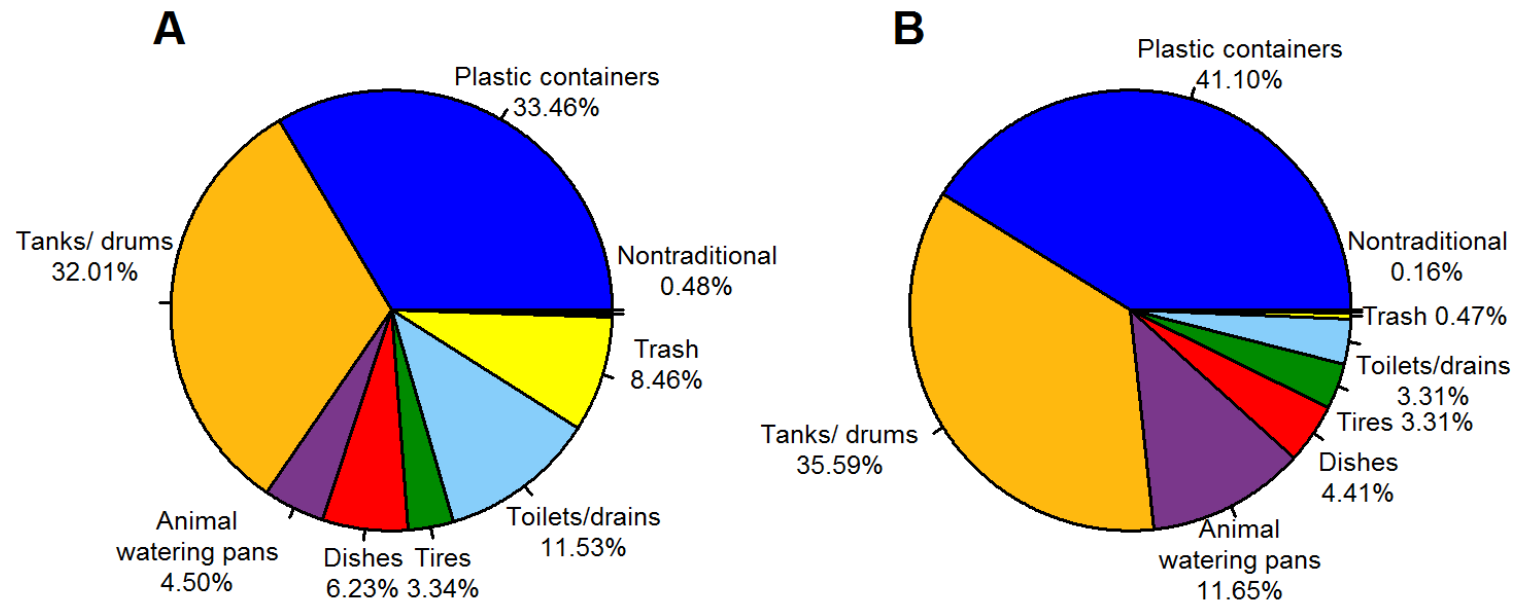 A
Plastic containers
33.46%
Tanks/ drums
32.01%
Nontraditional
0.48%
Trash
8.46%
Toilets/drains
11.53%
Animal
watering pans
4.50%
Dishes
6.23%
Tires
3.34%
B
Plastic containers
41.10%
Nontraditional
0.16%
Trash 0.47%
Toilets/drains
3.31%
Tires 3.31%
Dishes
4.41%
Tanks/ drums
35.59%
Animal
watering pans
11.65%